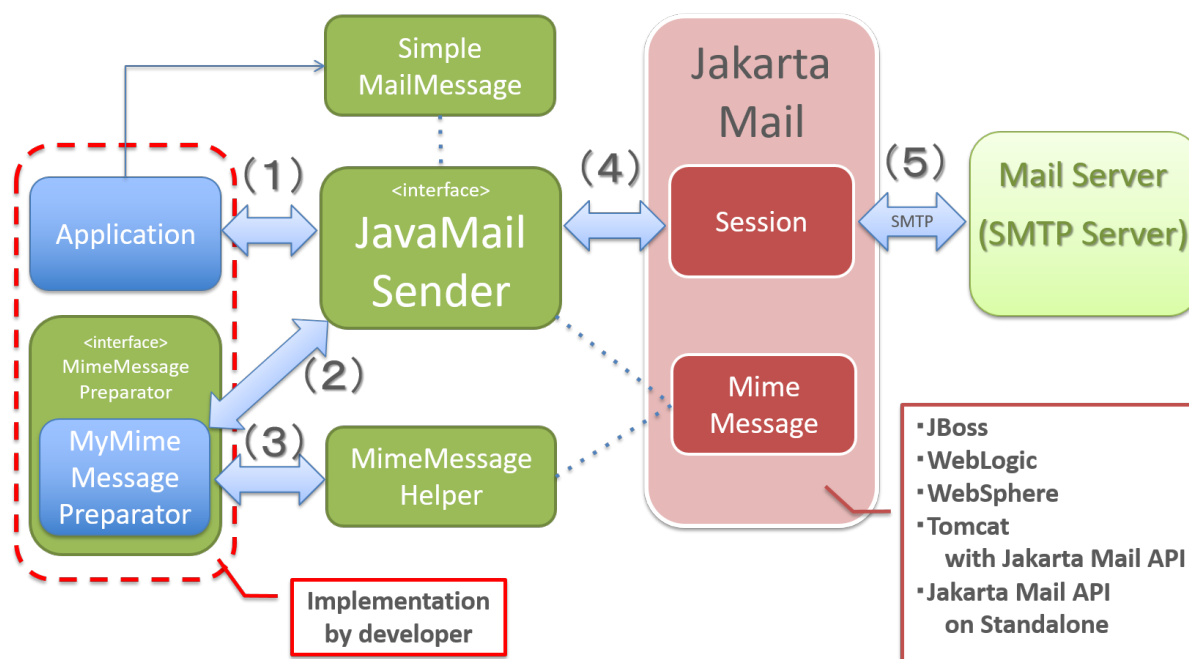 Simple
MailMessage
Jakarta
Mail
(1)
(4)
(5)
Application
<interface>
JavaMail
Sender
Session
SMTP
Mail Server
(SMTP Server)
<interface>
MimeMessage
Preparator
(2)
Mime
Message
MyMime
Message
Preparator
(3)
MimeMessage
Helper
・JBoss
・WebLogic
・WebSphere
・Tomcat
with Jakarta Mail API
・Jakarta Mail API
on Standalone
Implementation
by developer